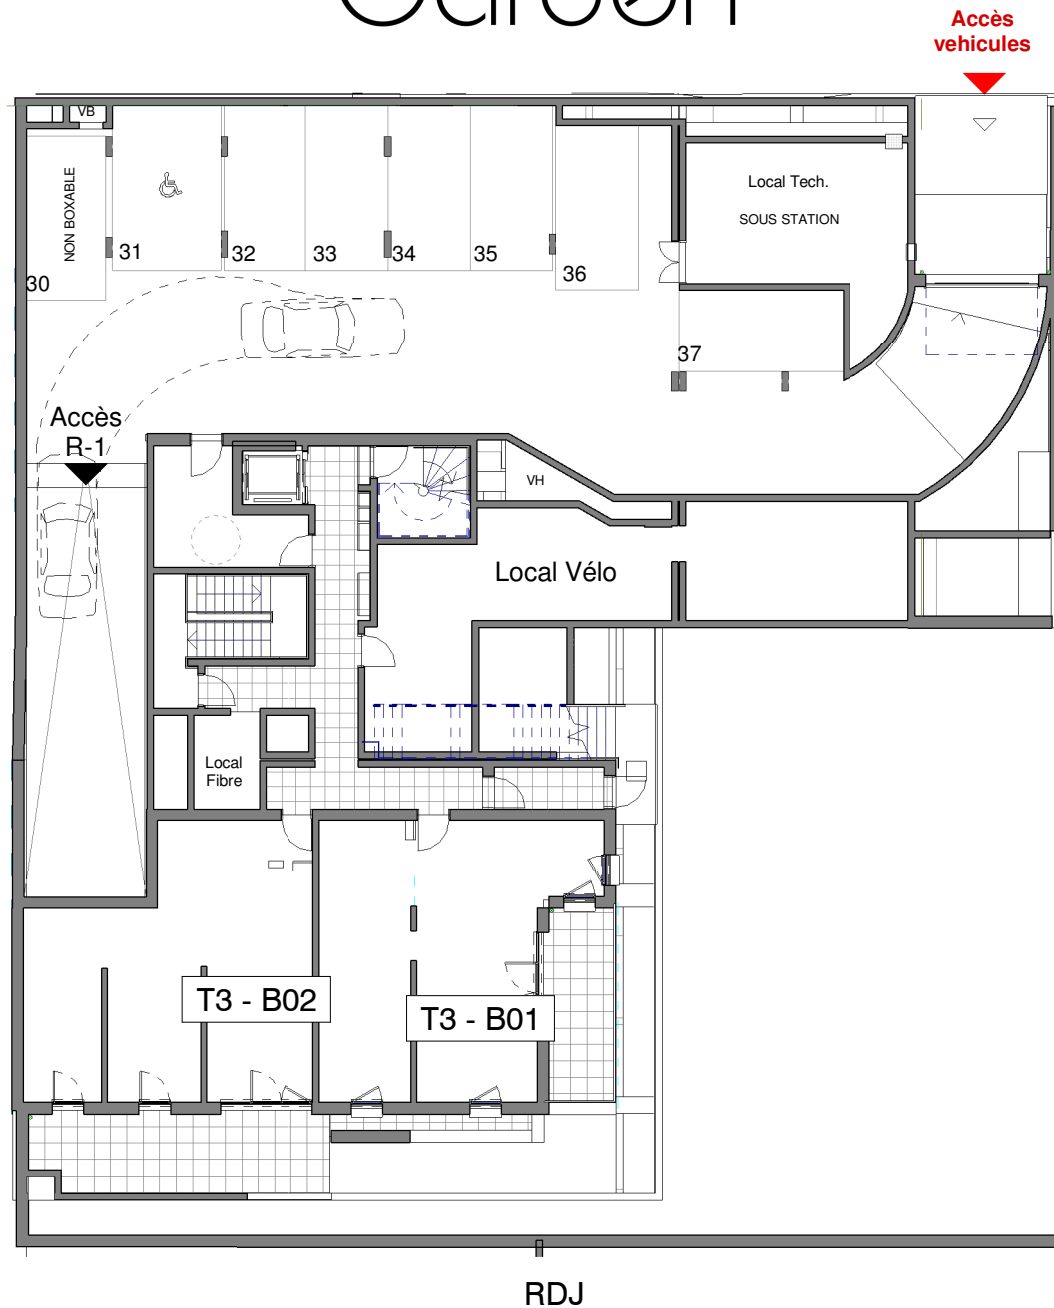 Accès
vehicules
VB
NON BOXABLE
30
31
32
33
34
35
36
Local Tech.
SOUS STATION
37
Accès
R-1
VH
Local Vélo
Local
Fibre
T3 - B02
T3 - B01
RDJ